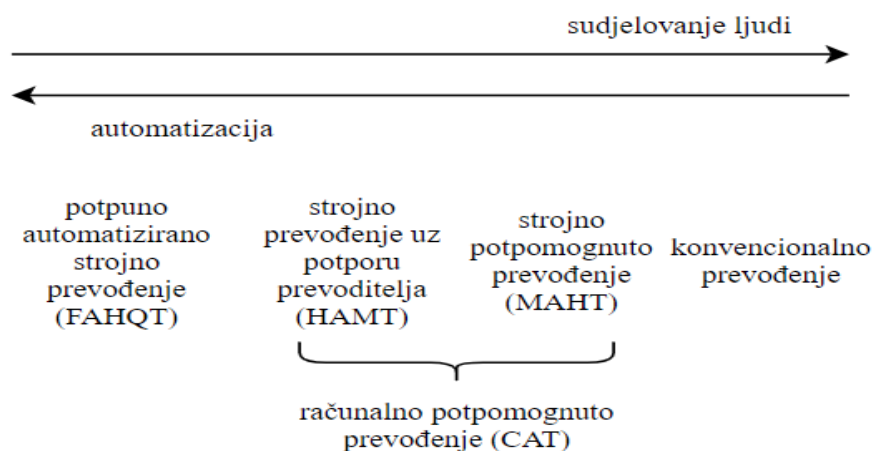 sudjelovanje ljudi
automatizacija
potpuno
automatizirano
strojno
prevođenje
(FAHQT)
strojno
prevođenje uz
potporu
prevoditelja
(HAMT)
strojno
potpomognuto
prevođenje
(MAHT)
konvencionalno
prevođenje
računalno potpomognuto
prevođenje (CAT)